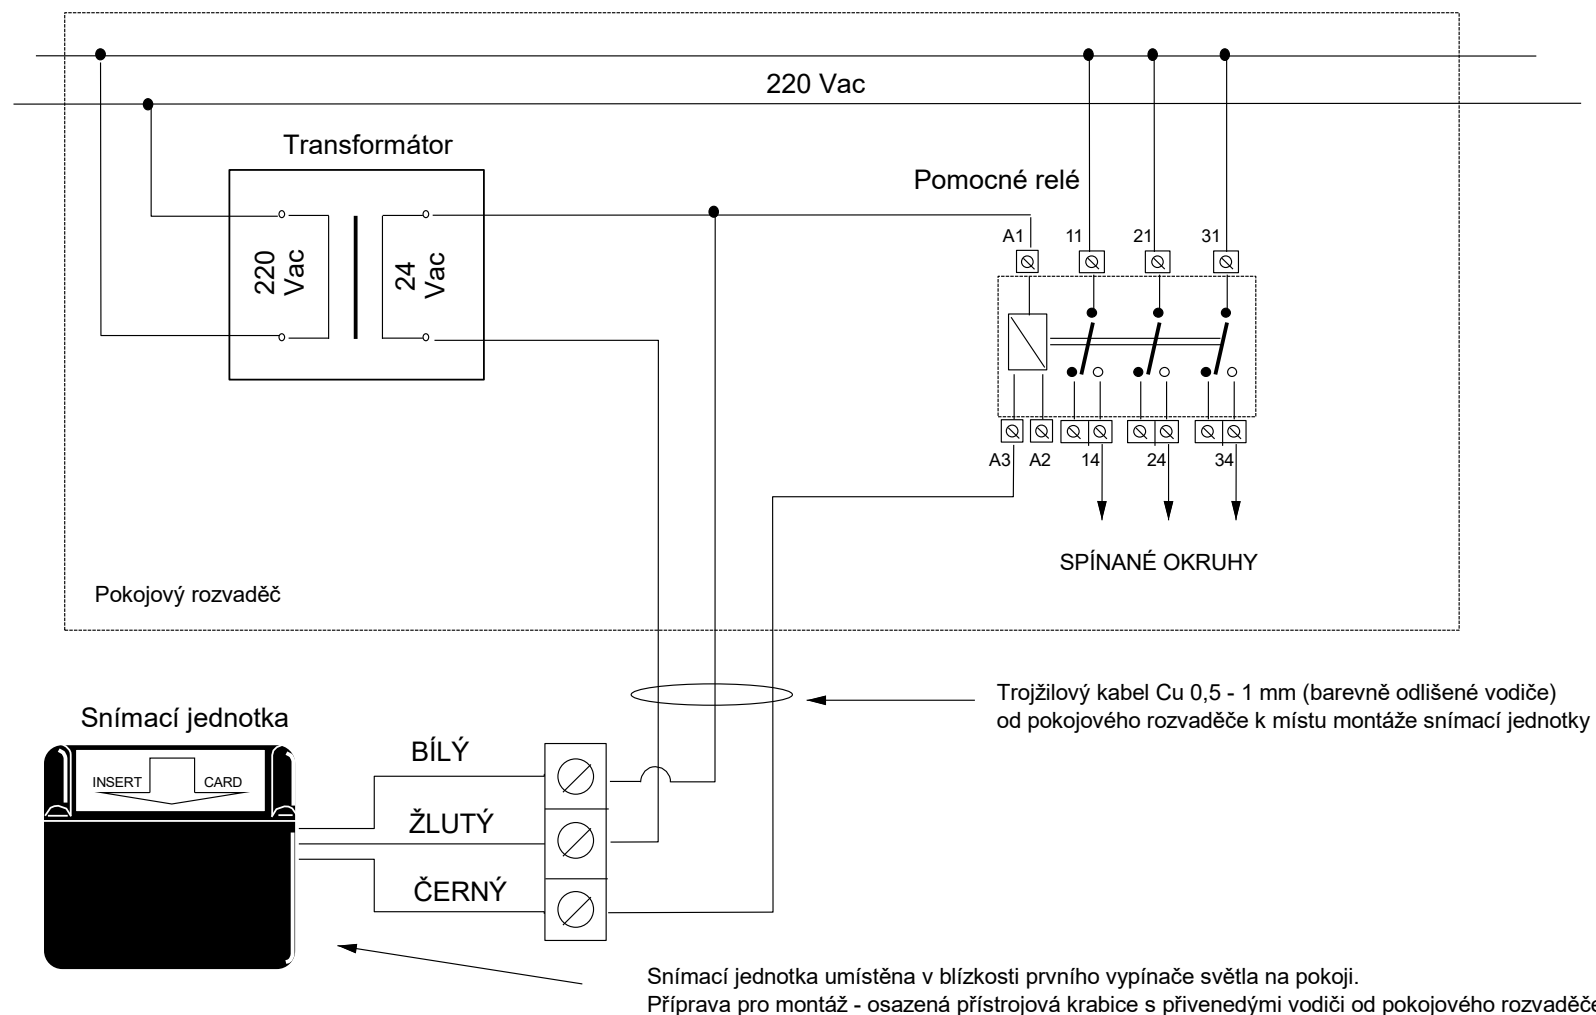 220 Vac
Transformátor
Pomocné relé
220
Vac
24
Vac
A1
11
21
31
A3
A2
14
24
34
SPÍNANÉ OKRUHY
Pokojový rozvaděč
Trojžilový kabel Cu 0,5 - 1 mm (barevně odlišené vodiče)
od pokojového rozvaděče k místu montáže snímací jednotky
Snímací jednotka
INSERT CARD
BÍLÝ
ŽLUTÝ
ČERNÝ
Snímací jednotka umístěna v blízkosti prvního vypínače světla na pokoji.
Příprava pro montáž - osazená přístrojová krabice s přivenedými vodiči od pokojového rozvaděče